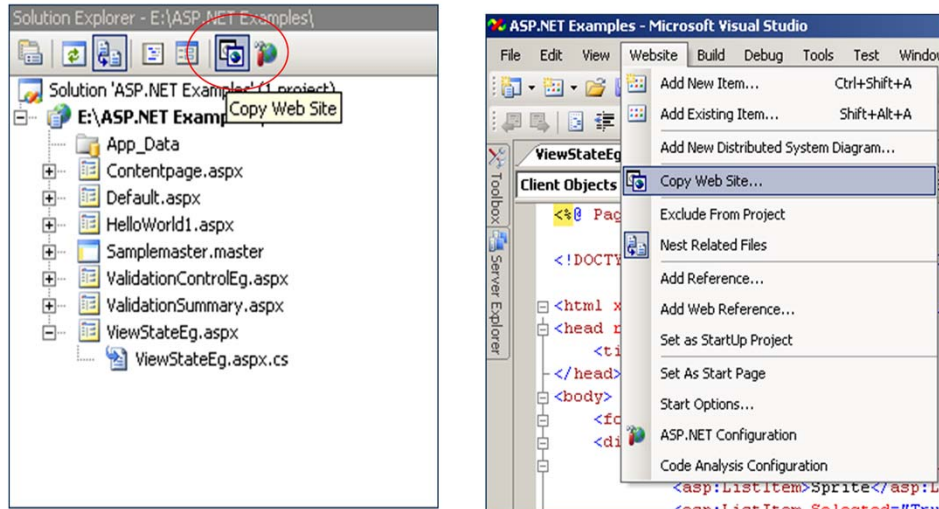 Solution Explorer - E:\ASP.NET Examples\
Solution 'ASP.NET Examples' (1 project)
Copy Web Site
E:\ASP.NET Examp
App_Data
Contentpage.aspx
Default.aspx
HelloWorld1.aspx
Samplemaster.master
ValidationControlEg.aspx
ValidationSummary.aspx
ViewStateEg.aspx
ViewStateEg.aspx.cs
ASP.NET Examples - Microsoft Visual Studio
File Edit View Website Build Debug Tools Test Window
Add New Item... Ctrl+Shift+A
Add Existing Item... Shift+Alt+A
Add New Distributed System Diagram...
Copy Web Site...
Exclude From Project
Nest Related Files
Add Reference...
Add Web Reference...
Set as StartUp Project
Set As Start Page
Start Options...
ASP.NET Configuration
Code Analysis Configuration
Toolbox
Server Explorer
ViewStateEg
Client Objects
<%@ Pag
<!DOCTY
<html x
<head r
<ti
</head>
<body>
<fo
<di
<asp:ListItem>Sprite</asp:L
<asp:ListItem Selected="Tru